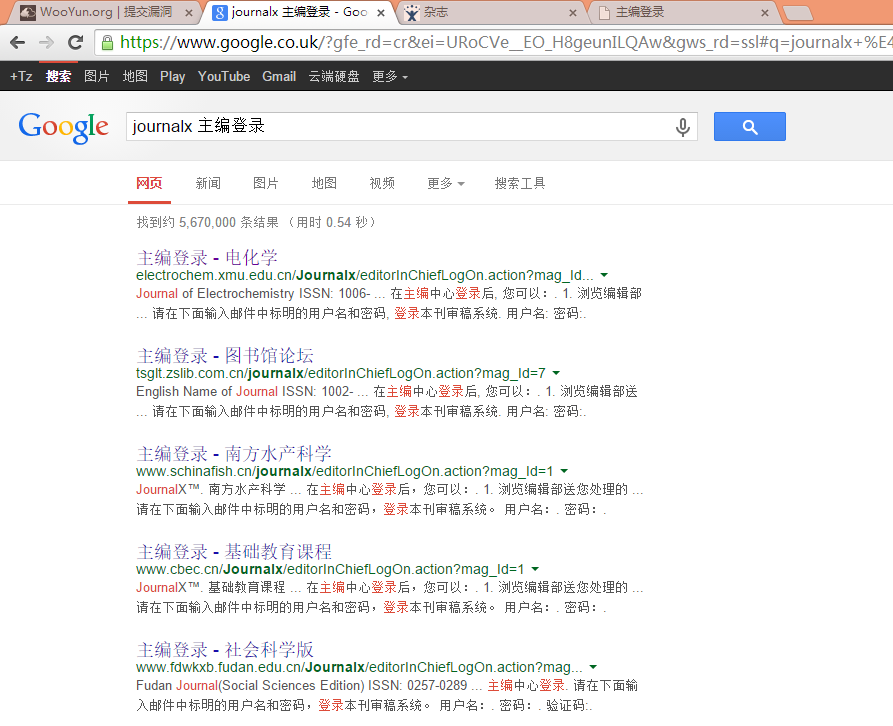 WooYun.org | 提交漏洞
journalx 主编登录 - Goo
杂志
主编登录
https://www.google.co.uk/?gfe_rd=cr&ei=URoCVe__EO_H8geunILQAw&gws_rd=ssl#q=journalx+%E4
+Tz 搜索 图片 地图 Play YouTube Gmail 云端硬盘 更多
Google journalx 主编登录
网页 新闻 图片 地图 视频 更多 搜索工具
找到约 5,670,000 条结果 （用时 0.54 秒）
主编登录 - 电化学
electrochem.xmu.edu.cn/Journalx/editorInChiefLogOn.action?mag_Id...
Journal of Electrochemistry ISSN: 1006- ... 在主编中心登录后, 您可以：. 1. 浏览编辑部
... 请在下面输入邮件中标明的用户名和密码, 登录本刊审稿系统. 用户名: 密码:.
主编登录 - 图书馆论坛
tsglt.zslib.com.cn/journalx/editorInChiefLogOn.action?mag_Id=7
English Name of Journal ISSN: 1002- ... 在主编中心登录后, 您可以：. 1. 浏览编辑部送
... 请在下面输入邮件中标明的用户名和密码, 登录本刊审稿系统. 用户名: 密码:.
主编登录 - 南方水产科学
www.schinafish.cn/journalx/editorInChiefLogOn.action?mag_Id=1
JournalX™. 南方水产科学 ... 在主编中心登录后，您可以：. 1. 浏览编辑部送您处理的 ...
请在下面输入邮件中标明的用户名和密码，登录本刊审稿系统。 用户名：. 密码：.
主编登录 - 基础教育课程
www.cbec.cn/Journalx/editorInChiefLogOn.action?mag_Id=1
JournalX™. 基础教育课程 ... 在主编中心登录后，您可以：. 1. 浏览编辑部送您处理的 ...
请在下面输入邮件中标明的用户名和密码，登录本刊审稿系统。 用户名：. 密码：.
主编登录 - 社会科学版
www.fdwkxb.fudan.edu.cn/Journalx/editorInChiefLogOn.action?mag...
Fudan Journal(Social Sciences Edition) ISSN: 0257-0289 ... 主编中心登录. 请在下面输
入邮件中标明的用户名和密码，登录本刊审稿系统。 用户名：. 密码：. 验证码:.